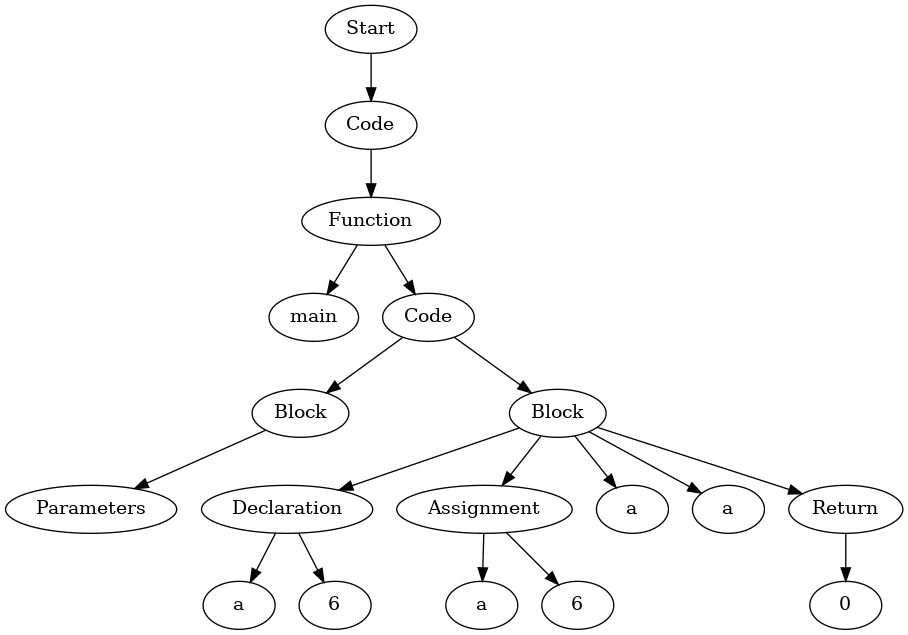 Start
Code
Function
main
Code
Block
Block
Parameters
Declaration
Assignment
a
a
Return
a
6
a
6
0